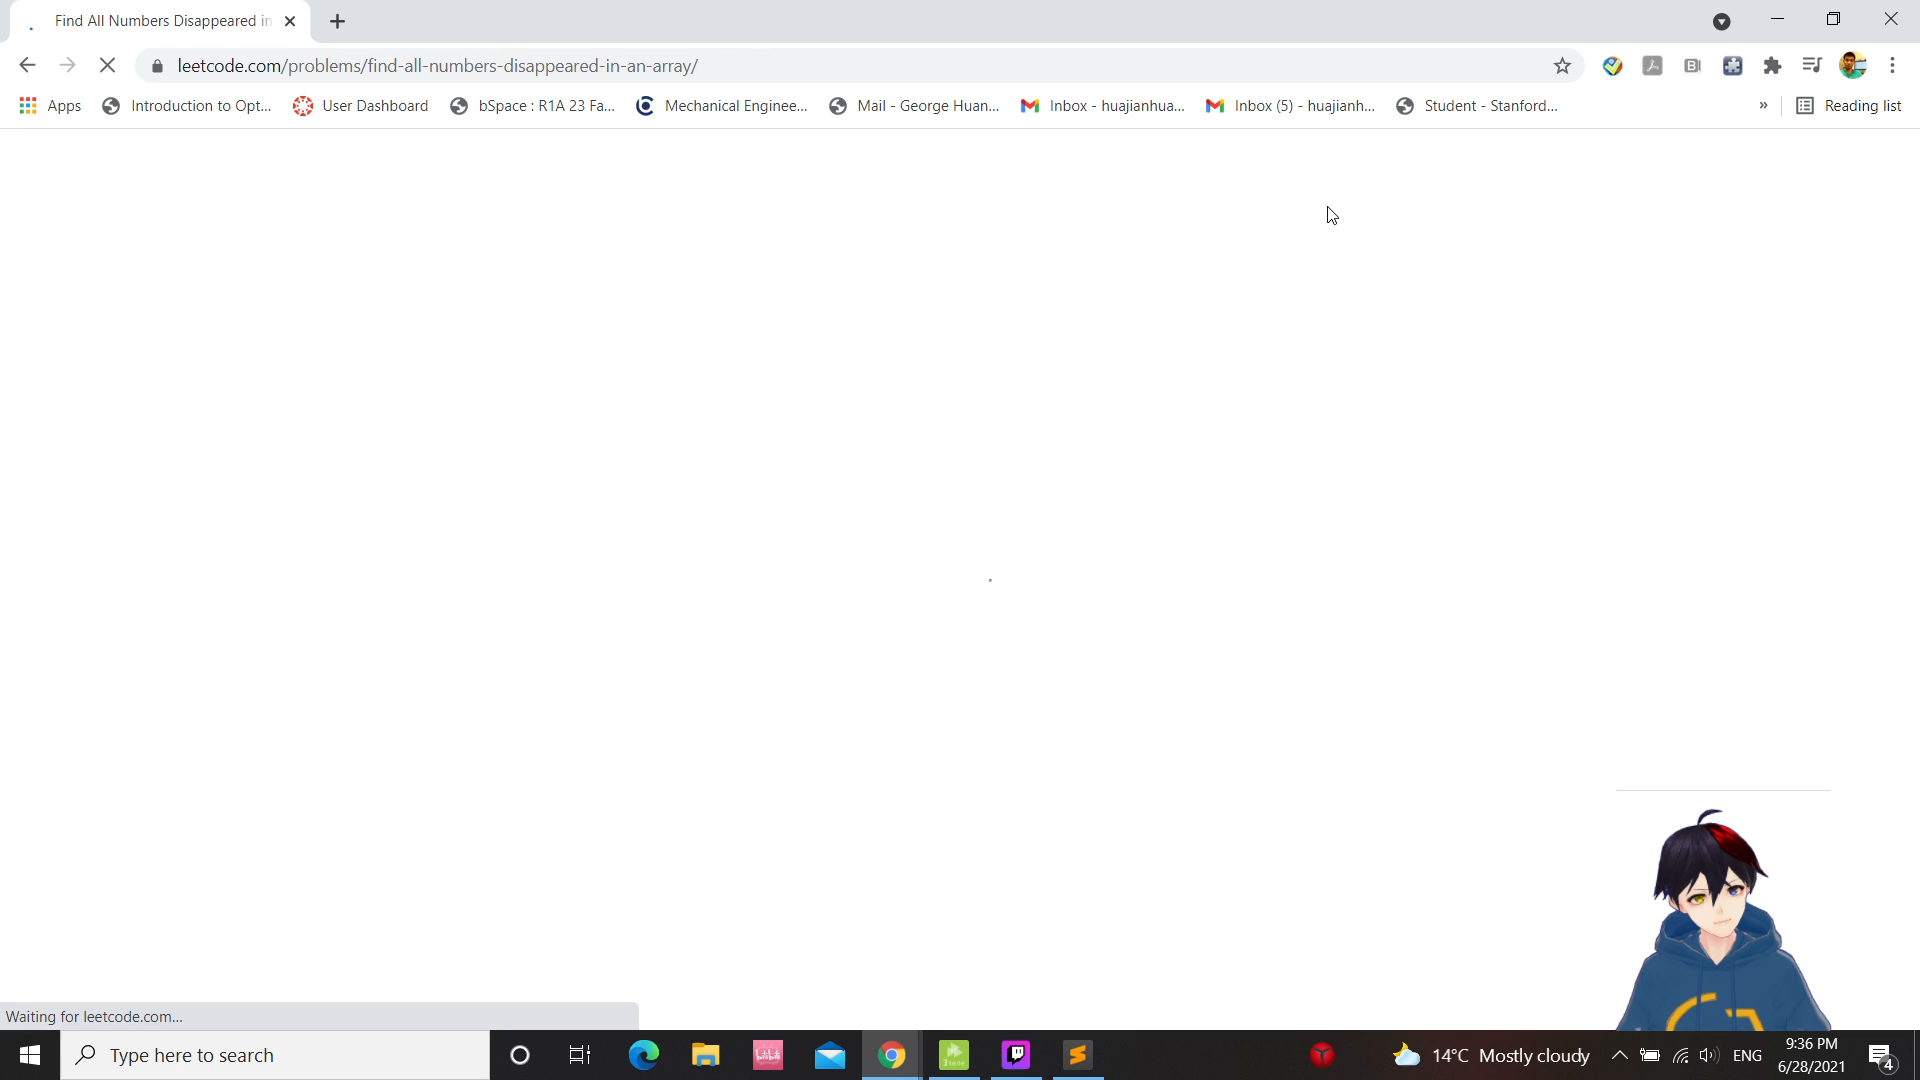 Find All Numbers Disappeared in
leetcode.com/problems/find-all-numbers-disappeared-in-an-array/
Apps Introduction to Opt... User Dashboard bSpace : R1A 23 Fa... Mechanical Enginee... Mail - George Huan... Inbox - huajianhua... Inbox (5) - huajianh... Student - Stanford... » Reading list
Waiting for leetcode.com...
Type here to search
14°C Mostly cloudy
ENG
9:36 PM
6/28/2021
4